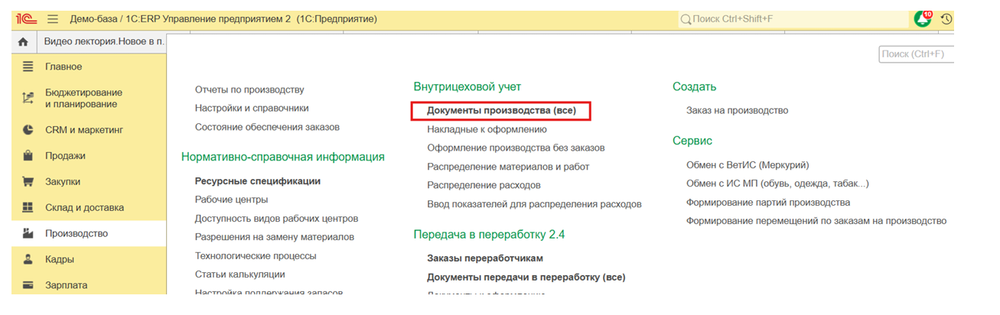 1С Демо-база / 1С:ERP Управление предприятием 2 (1С:Предприятие) Поиск Ctrl+Shift+F 10
Видео лектория.Новое в п.
Поиск (Ctrl+F)
Главное
Бюджетирование
и планирование
CRM и маркетинг
Продажи
Закупки
Склад и доставка
Производство
Кадры
Зарплата
Отчеты по производству
Настройки и справочники
Состояние обеспечения заказов
Нормативно-справочная информация
Ресурсные спецификации
Рабочие центры
Доступность видов рабочих центров
Разрешения на замену материалов
Технологические процессы
Статьи калькуляции
Настройка поддержания запасов
Внутрицеховой учет
Документы производства (все)
Накладные к оформлению
Оформление производства без заказов
Распределение материалов и работ
Распределение расходов
Ввод показателей для распределения расходов
Передача в переработку 2.4
Заказы переработчикам
Документы передачи в переработку (все)
Документы к оформлению
Создать
Заказ на производство
Сервис
Обмен с ВетИС (Меркурий)
Обмен с ИС МП (обувь, одежда, табак...)
Формирование партий производства
Формирование перемещений по заказам на производство